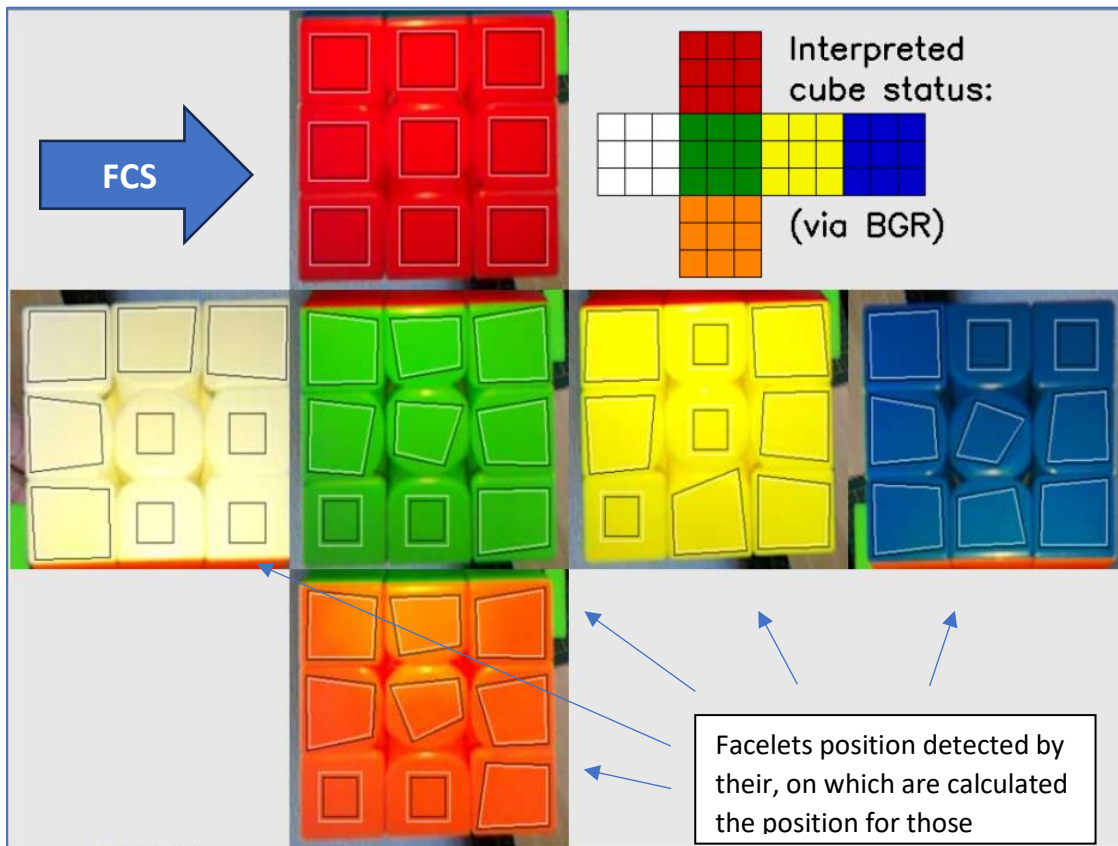 FCS
Interpreted
cube status:
(via BGR)
Facelets position detected by
their, on which are calculated
the position for those